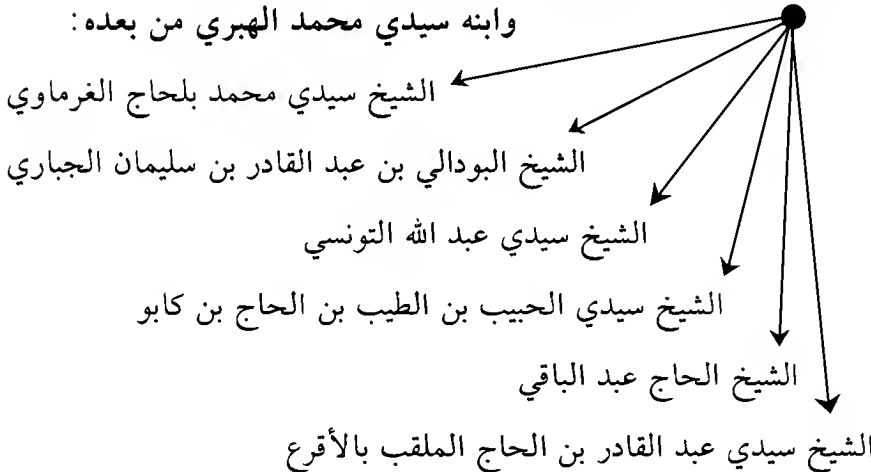 وابنه سيدي محمد الهبري من بعده:
الشيخ سيدي محمد بلحاج الغرماوي
الشيخ البودالي بن عبد القادر بن سليمان الجباري
الشيخ سيدي عبد الله التونسي
الشيخ سيدي الحبيب بن الطيب بن الحاج بن كابو
الشيخ الحاج عبد الباقي
الشيخ سيدي عبد القادر بن الحاج الملقب بالأقرع